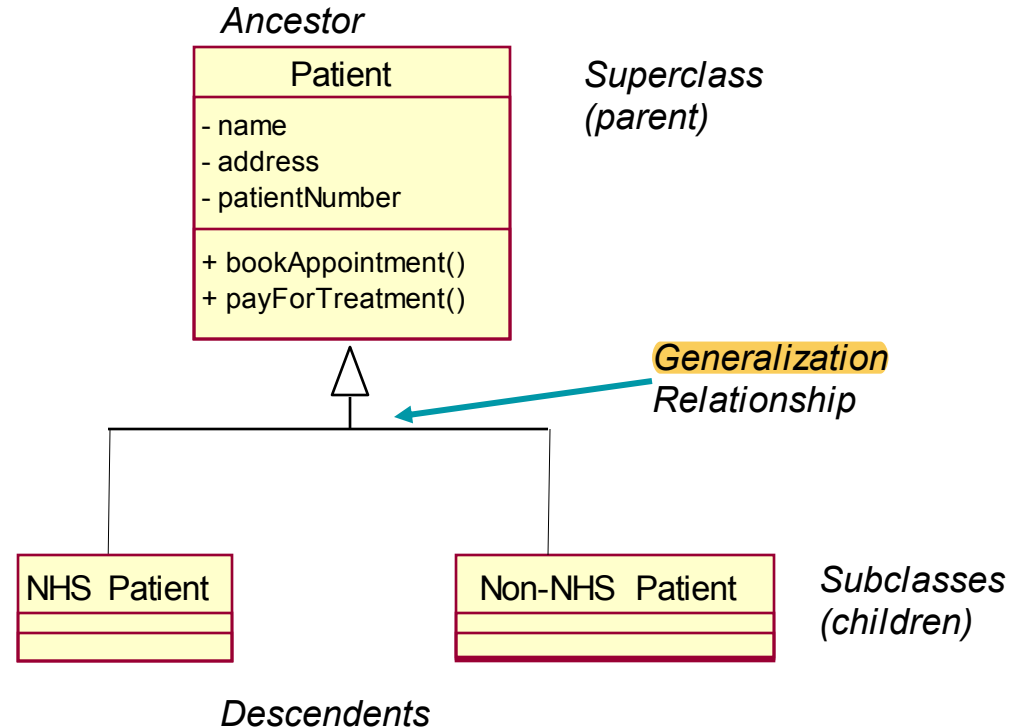 Ancestor
Patient
Superclass
(parent)
- name
- address
- patientNumber
+ bookAppointment()
+ payForTreatment()
Generalization
Relationship
NHS Patient
Non-NHS Patient
Subclasses
(children)
Descendents